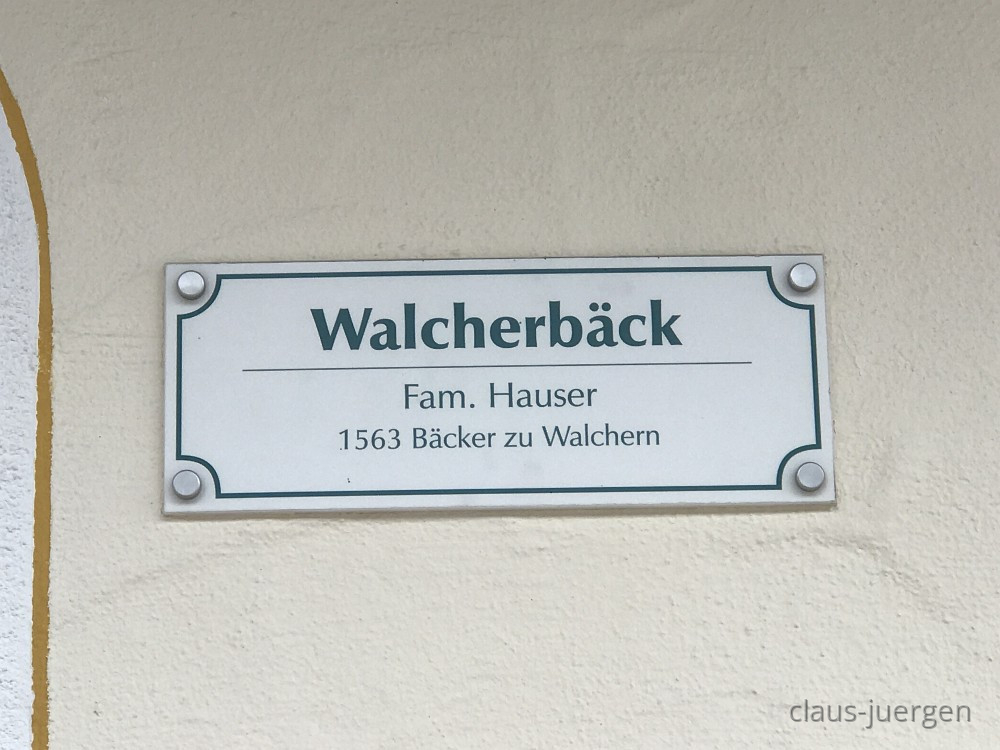 Walcherbäck
Fam. Hauser
1563 Bäcker zu Walchern
claus-juergen